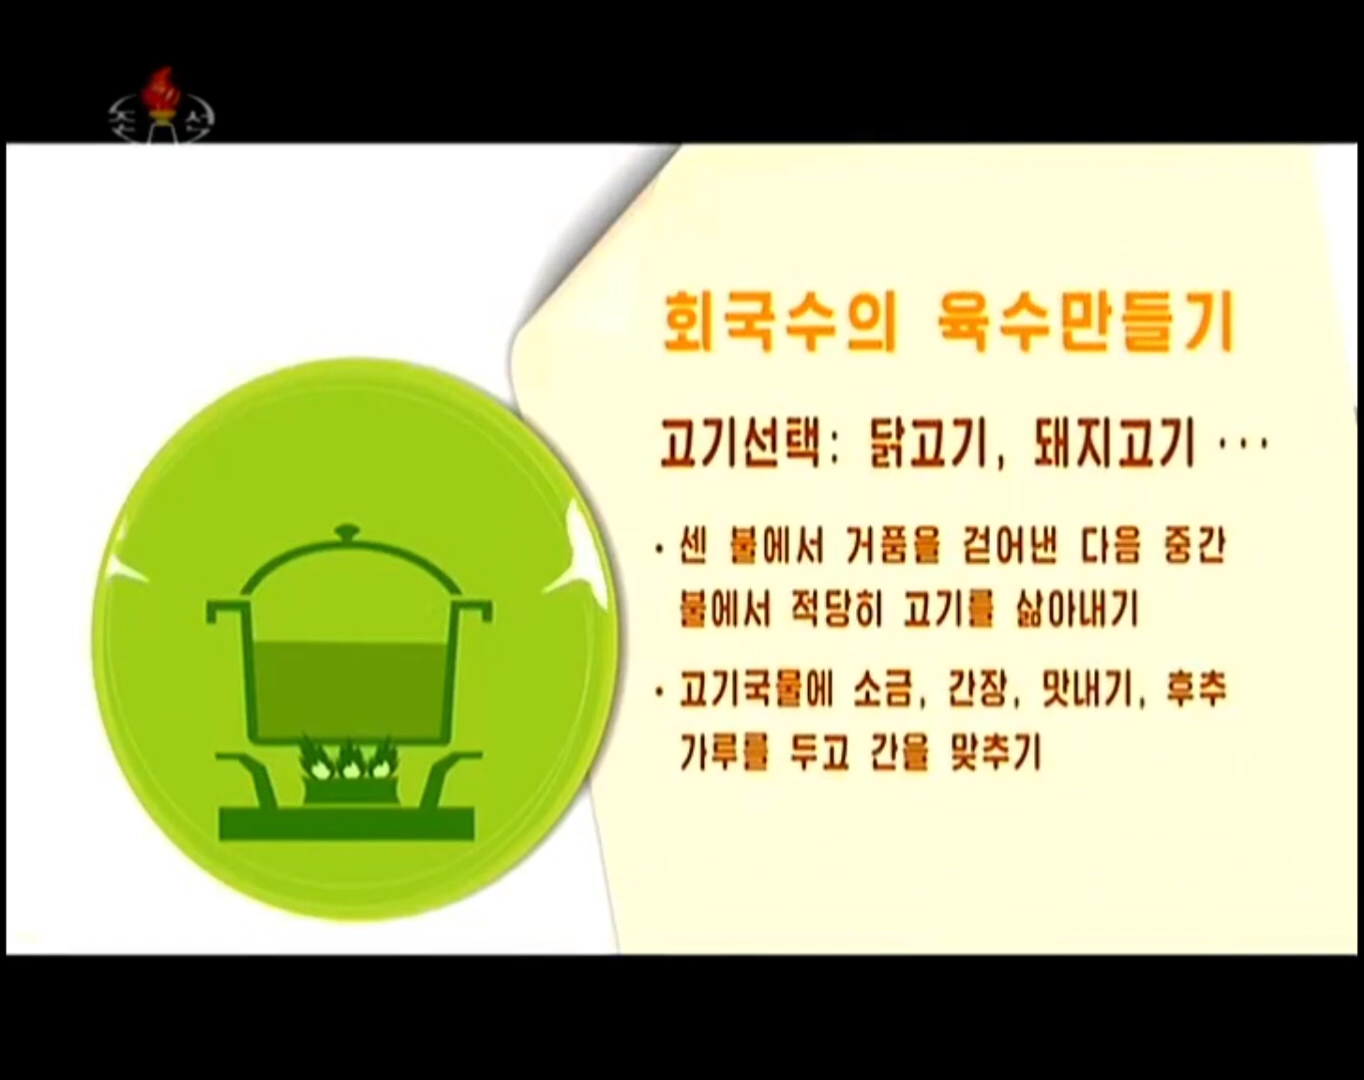 조선
회국수의 육수만들기
고기선택: 닭고기, 돼지고기 ···
· 센 불에서 거품을 걷어낸 다음 중간
불에서 적당히 고기를 삶아내기
· 고기국물에 소금, 간장, 맛내기, 후추
가루를 두고 간을 맞추기